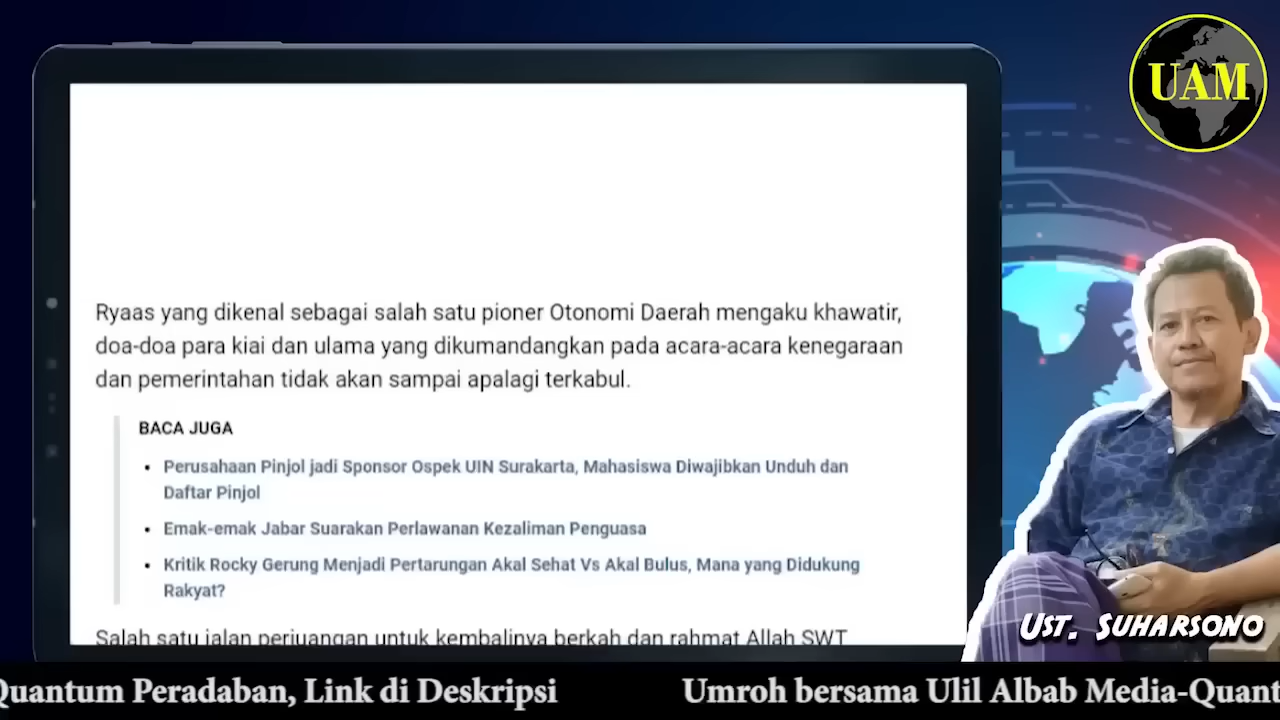 UAM
Ryaas yang dikenal sebagai salah satu pioner Otonomi Daerah mengaku khawatir,
doa-doa para kiai dan ulama yang dikumandangkan pada acara-acara kenegaraan
dan pemerintahan tidak akan sampai apalagi terkabul.
BACA JUGA
• Perusahaan Pinjol jadi Sponsor Ospek UIN Surakarta, Mahasiswa Diwajibkan Unduh dan
Daftar Pinjol
• Emak-emak Jabar Suarakan Perlawanan Kezaliman Penguasa
• Kritik Rocky Gerung Menjadi Pertarungan Akal Sehat Vs Akal Bulus, Mana yang Didukung
Rakyat?
Salah satu jalan perjuangan untuk kembalinya berkah dan rahmat Allah SWT
UST. SUHARSONO
Quantum Peradaban, Link di Deskripsi Umroh bersama Ulil Albab Media-Quant